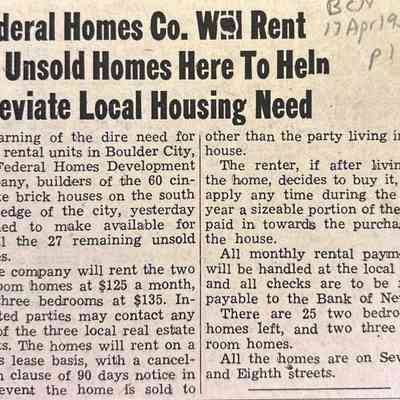 deral Homes Co. Will Rent
Unsold Homes Here To Help
eviate Local Housing Need
BCN
17 Apr 19
p 1
arning of the dire need for
rental units in Boulder City,
Federal Homes Development
pany, builders of the 60 cin-
te brick houses on the south
edge of the city, yesterday
ed to make available for
l the 27 remaining unsold
es.
e company will rent the two
oom homes at $125 a month,
three bedrooms at $135. In-
ted parties may contact any
of the three local real estate
ts. The homes will rent on a
s lease basis, with a cancel-
n clause of 90 days notice in
event the home is sold to
other than the party living in
house.
The renter, if after livin
the home, decides to buy it,
apply any time during the
year a sizeable portion of the
paid in towards the purcha
the house.
All monthly rental paym
will be handled at the local
and all checks are to be m
payable to the Bank of Nev
There are 25 two bedro
homes left, and two three
room homes.
All the homes are on Sev
and Eighth streets.